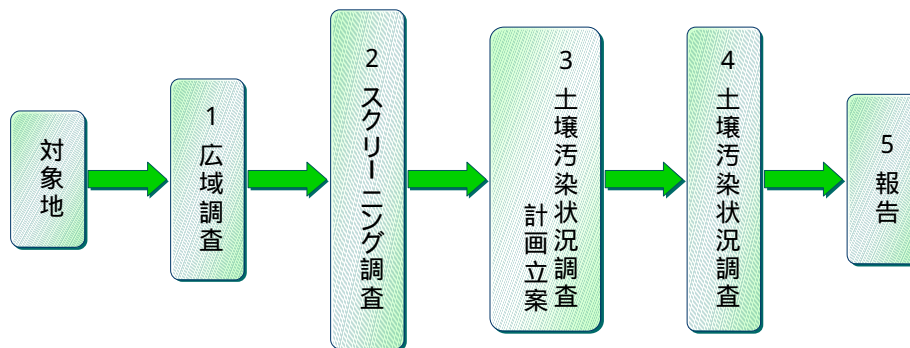 対象地
1 広域調査
2 スクリーニング調査
3 土壌汚染状況調査
計画立案
4 土壌汚染状況調査
5 報告